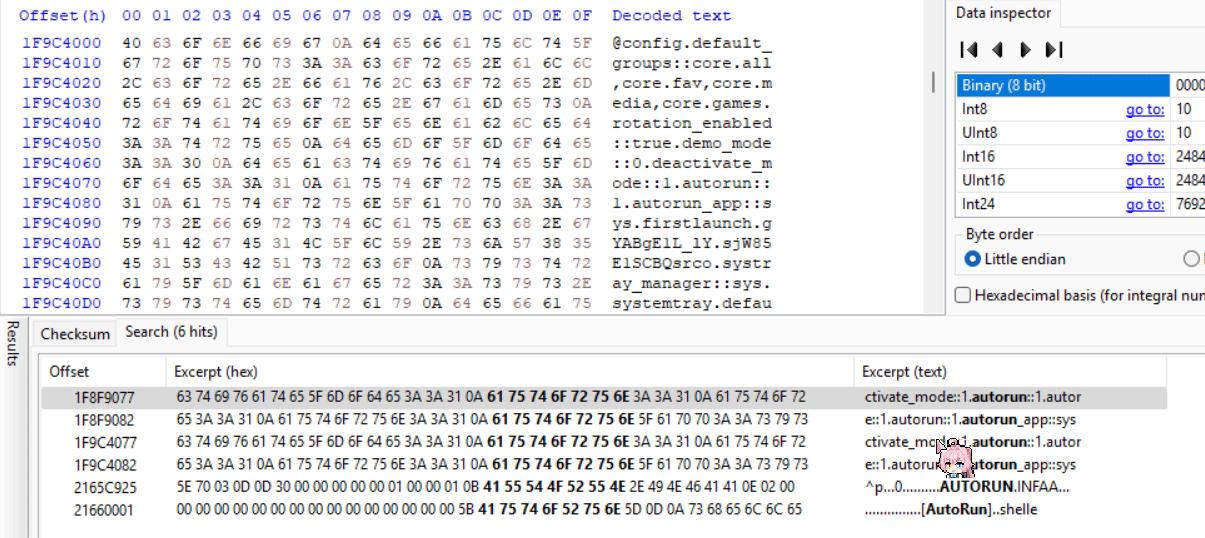 Offset(h) 00 01 02 03 04 05 06 07 08 09 0A 0B 0C 0D 0E 0F Decoded text
1F9C4000 40 63 6F 6E 66 69 67 0A 64 65 66 61 75 6C 74 5F @config.default_
1F9C4010 67 72 6F 75 70 73 3A 3A 63 6F 72 65 2E 61 6C 6C groups::core.all
1F9C4020 2C 63 6F 72 65 2E 66 61 76 2C 63 6F 72 65 2E 6D ,core.fav,core.m
1F9C4030 65 64 69 61 2C 63 6F 72 65 2E 67 61 6D 65 73 0A edia,core.games.
1F9C4040 72 6F 74 61 74 69 6F 6E 5F 65 6E 61 62 6C 65 64 rotation_enabled
1F9C4050 3A 3A 74 72 75 65 0A 64 65 6D 6F 5F 6D 6F 64 65 ::true.demo_mode
1F9C4060 3A 3A 30 0A 64 65 61 63 74 69 76 61 74 65 5F 6D ::0.deactivate_m
1F9C4070 6F 64 65 3A 3A 31 0A 61 75 74 6F 72 75 6E 3A 3A ode::1.autorun::
1F9C4080 31 0A 61 75 74 6F 72 75 6E 5F 61 70 70 3A 3A 73 1.autorun_app::s
1F9C4090 79 73 2E 66 69 72 73 74 6C 61 75 6E 63 68 2E 67 ys.firstlaunch.g
1F9C40A0 59 41 42 67 45 31 4C 5F 6C 59 2E 73 6A 57 38 35 YABgE1L_lY.sjW85
1F9C40B0 45 31 53 43 42 51 73 72 63 6F 0A 73 79 73 74 72 E1SCBQsrco.systr
1F9C40C0 61 79 5F 6D 61 6E 61 67 65 72 3A 3A 73 79 73 2E ay_manager::sys.
1F9C40D0 73 79 73 74 65 6D 74 72 61 79 0A 64 65 66 61 75 systemtray.defau
Data inspector
Binary (8 bit) 0000
Int8 go to: 10
UInt8 go to: 10
Int16 go to: 2484
UInt16 go to: 2484
Int24 go to: 7692
Byte order
Little endian
Hexadecimal basis (for integral nur
Results
Checksum Search (6 hits)
Offset Excerpt (hex) Excerpt (text)
1F8F9077 63 74 69 76 61 74 65 5F 6D 6F 64 65 3A 3A 31 0A 61 75 74 6F 72 75 6E 3A 3A 31 0A 61 75 74 6F 72 ctivate_mode::1.autorun::1.autor
1F8F9082 65 3A 3A 31 0A 61 75 74 6F 72 75 6E 3A 3A 31 0A 61 75 74 6F 72 75 6E 5F 61 70 70 3A 3A 73 79 73 e::1.autorun::1.autorun_app::sys
1F9C4077 63 74 69 76 61 74 65 5F 6D 6F 64 65 3A 3A 31 0A 61 75 74 6F 72 75 6E 3A 3A 31 0A 61 75 74 6F 72 ctivate_mo 1.autorun::1.autor
1F9C4082 65 3A 3A 31 0A 61 75 74 6F 72 75 6E 3A 3A 31 0A 61 75 74 6F 72 75 6E 5F 61 70 70 3A 3A 73 79 73 e::1.autor utorun_app::sys
2165C925 5E 70 03 0D 0D 30 00 00 00 00 00 01 00 00 01 0B 41 55 54 4F 52 55 4E 2E 49 4E 46 41 41 0E 02 00 ^p...0..........AUTORUN.INFAA...
21660001 00 00 00 00 00 00 00 00 00 00 00 00 00 00 00 5B 41 75 74 6F 52 75 6E 5D 0D 0A 73 68 65 6C 6C 65 ...............[AutoRun]..shelle